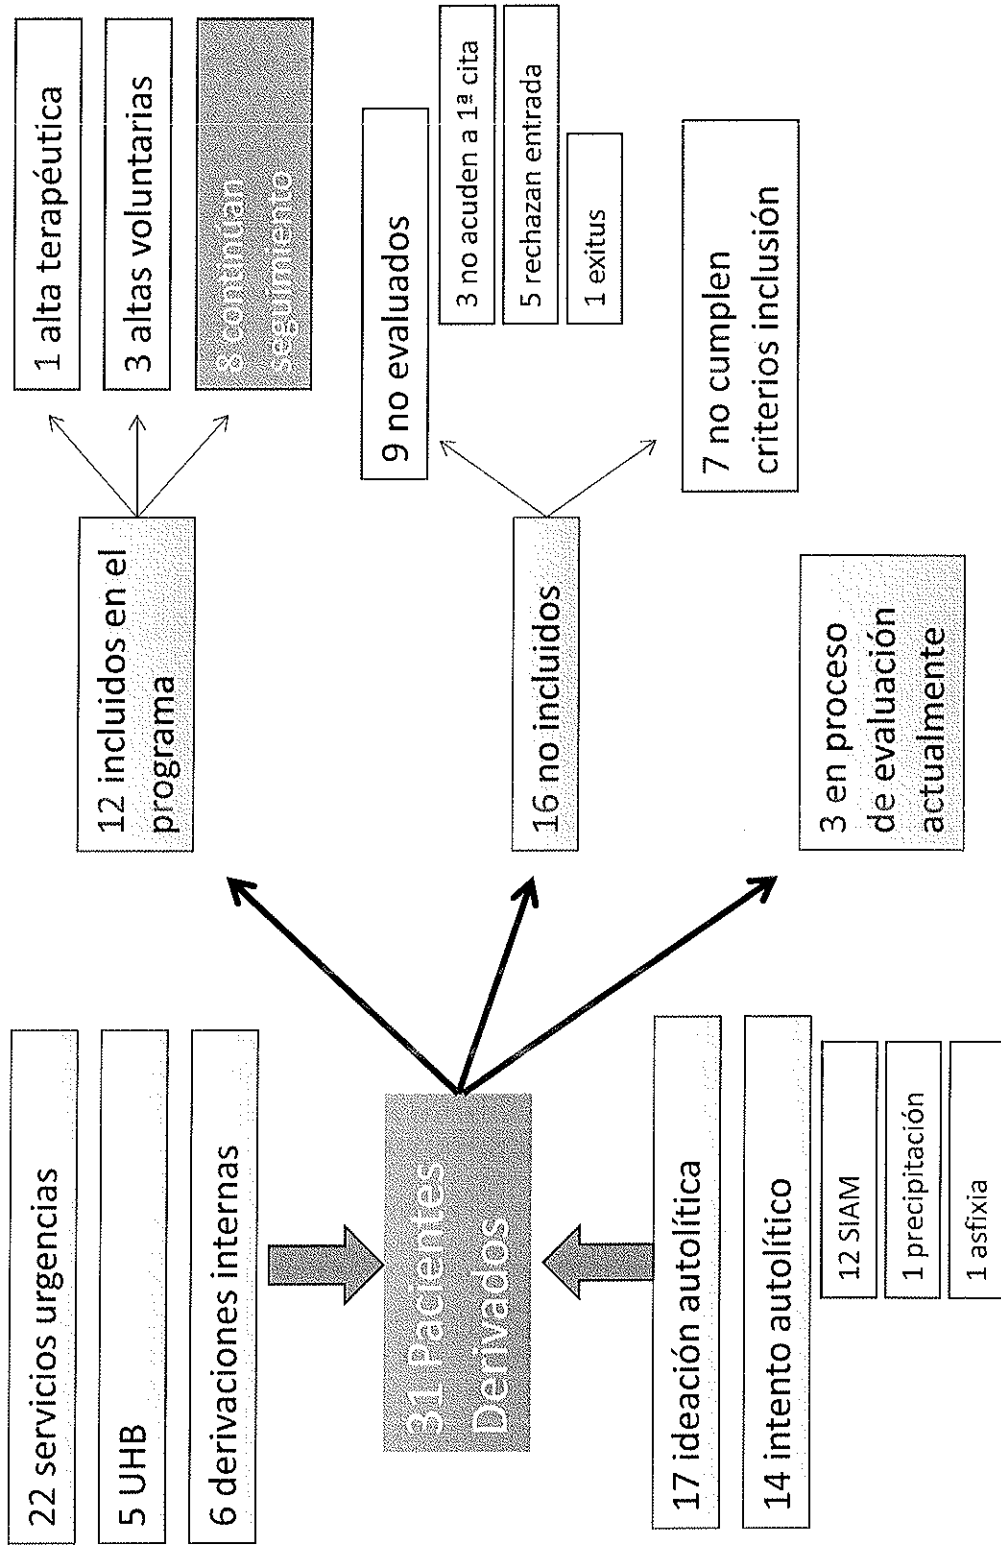 22 servicios urgencias
5 UHB
6 derivaciones internas
31 Pacientes
Derivados
17 ideación autolítica
14 intento autolítico
12 SIAM
1 precipitación
1 asfixia
12 incluidos en el
programa
1 alta terapéutica
3 altas voluntarias
8 continúan
seguimiento
16 no incluidos
9 no evaluados
3 no acuden a 1ª cita
5 rechazan entrada
1 exitus
7 no cumplen
criterios inclusión
3 en proceso
de evaluación
actualmente